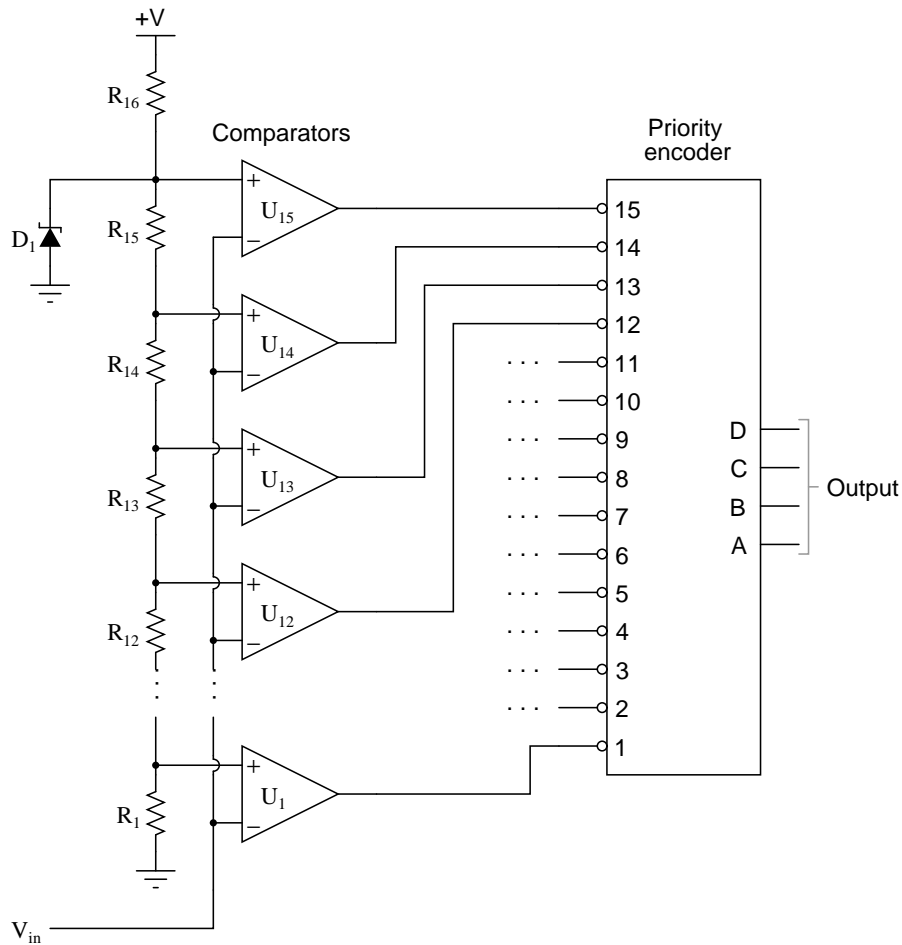 +V
R16
Comparators
Priority
encoder
+
U15
−
15
R15
D1
14
13
+
U14
−
12
R14
. . .
11
. . .
10
+
U13
−
. . .
9
D
R13
. . .
8
C
Output
. . .
7
B
. . .
6
A
+
U12
−
. . .
5
R12
. . .
4
. . .
3
. . .
2
1
+
U1
−
R1
Vin